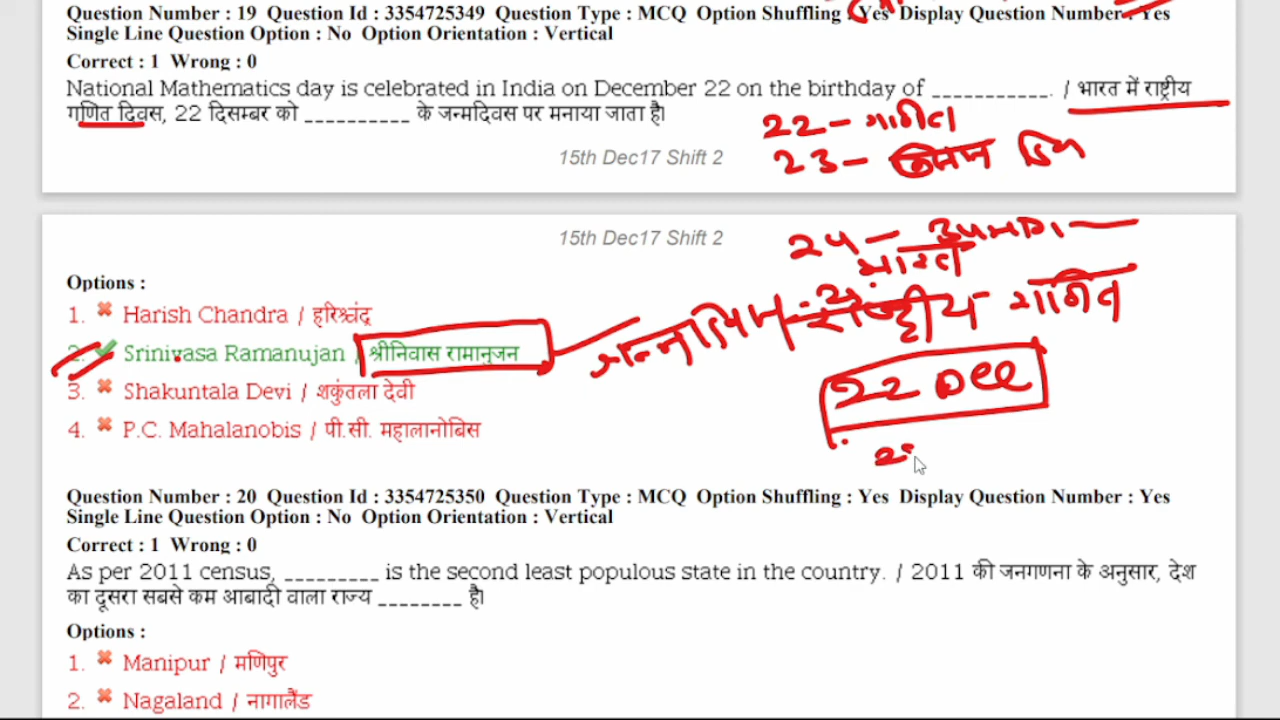 Question Number : 19 Question Id : 3354725349 Question Type : MCQ Option Shuffling : Yes Display Question Number : Yes
Single Line Question Option : No Option Orientation : Vertical
Correct : 1 Wrong : 0
National Mathematics day is celebrated in India on December 22 on the birthday of ___________. / भारत में राष्ट्रीय
गणित दिवस, 22 दिसम्बर को __________ के जन्मदिवस पर मनाया जाता है।
22 - गणित
23 -
15th Dec17 Shift 2
15th Dec17 Shift 2
24 -
भारत
Options :
1. Harish Chandra / हरिश्चंद्र
राष्ट्रीय गणित
2. Srinivasa Ramanujan / श्रीनिवास रामानुजन
3. Shakuntala Devi / शकुंतला देवी
22 Dec
4. P.C. Mahalanobis / पी.सी. महालानोबिस
Question Number : 20 Question Id : 3354725350 Question Type : MCQ Option Shuffling : Yes Display Question Number : Yes
Single Line Question Option : No Option Orientation : Vertical
Correct : 1 Wrong : 0
As per 2011 census, _________ is the second least populous state in the country. / 2011 की जनगणना के अनुसार, देश
का दूसरा सबसे कम आबादी वाला राज्य ________ है।
Options :
1. Manipur / मणिपुर
2. Nagaland / नागालैंड